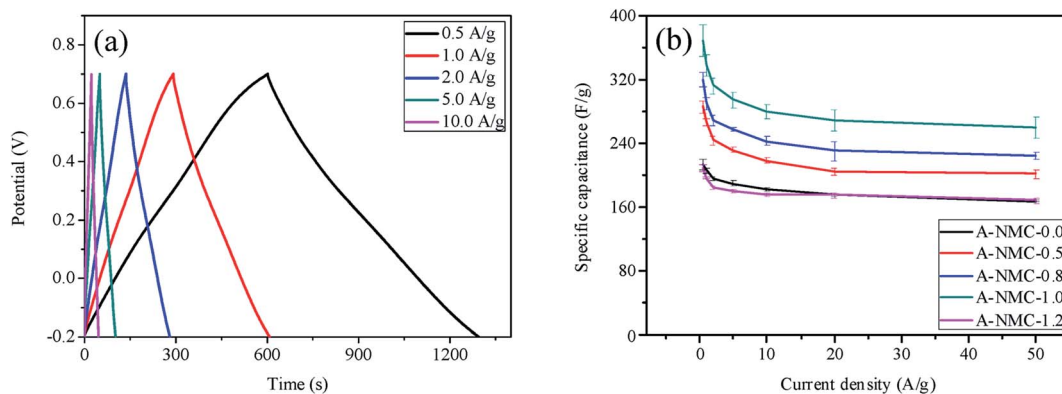 (a)
0.5 A/g
1.0 A/g
2.0 A/g
5.0 A/g
10.0 A/g
0.8
0.6
0.4
0.2
0.0
-0.2
Potential (V)
0 300 600 900 1200
Time (s)
(b)
400
320
240
160
80
0
Specific capacitance (F/g)
A-NMC-0.0
A-NMC-0.5
A-NMC-0.8
A-NMC-1.0
A-NMC-1.2
0 10 20 30 40 50
Current density (A/g)